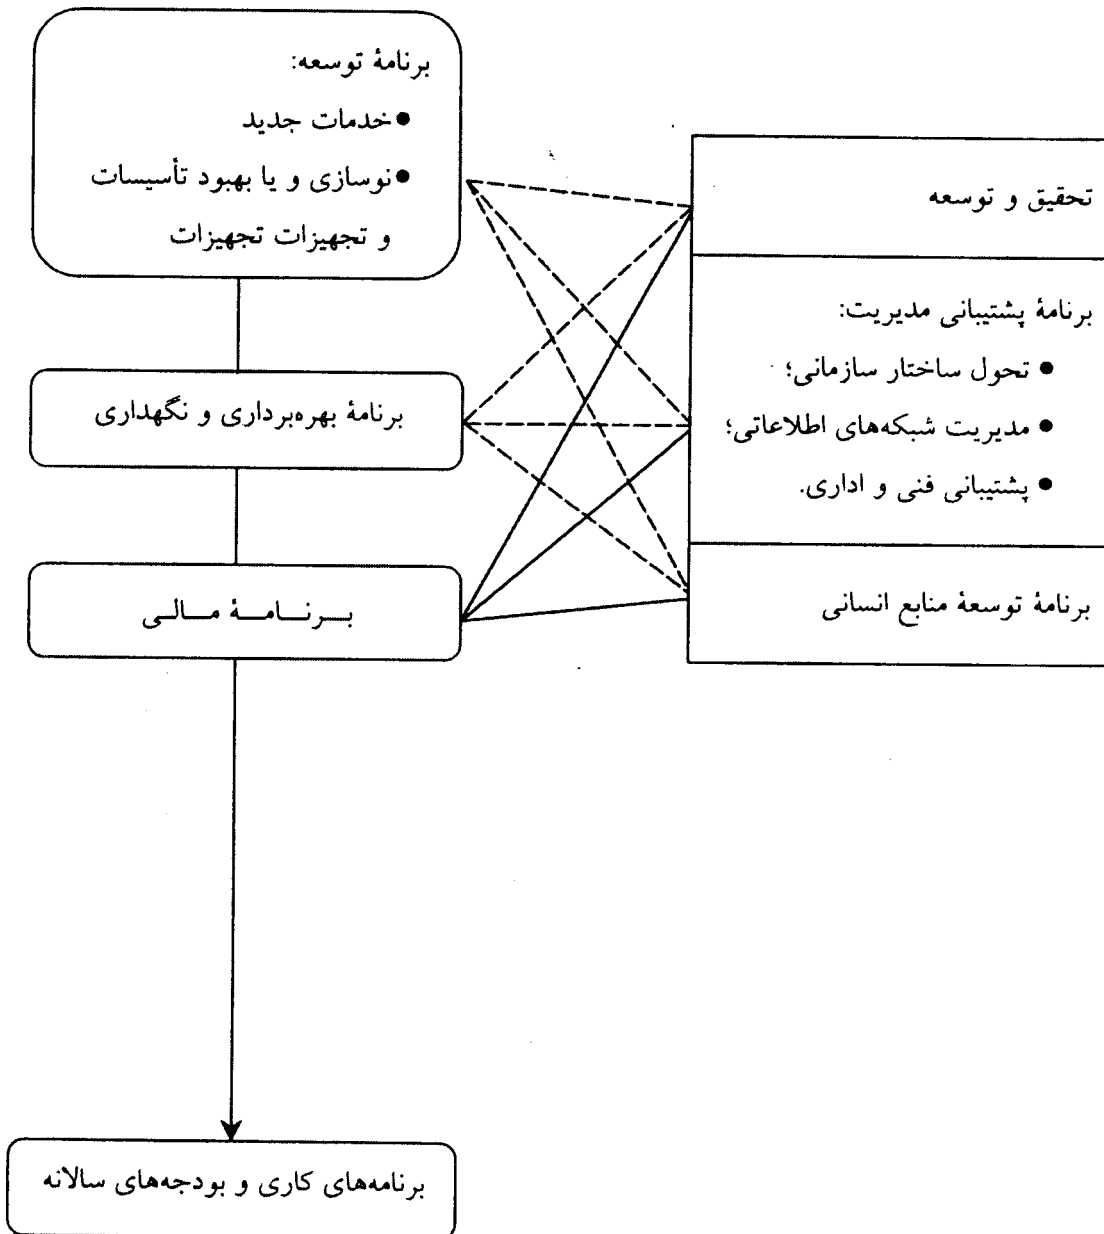 برنامهٔ توسعه:
● خدمات جدید
● نوسازی و یا بهبود تأسیسات
و تجهیزات تجهیزات
تحقیق و توسعه
برنامهٔ پشتیبانی مدیریت:
● تحول ساختار سازمانی؛
● مدیریت شبکه‌های اطلاعاتی؛
● پشتیبانی فنی و اداری.
برنامهٔ توسعهٔ منابع انسانی
برنامهٔ بهره‌برداری و نگهداری
بــرنــامــهٔ مــالــی
برنامه‌های کاری و بودجه‌های سالانه